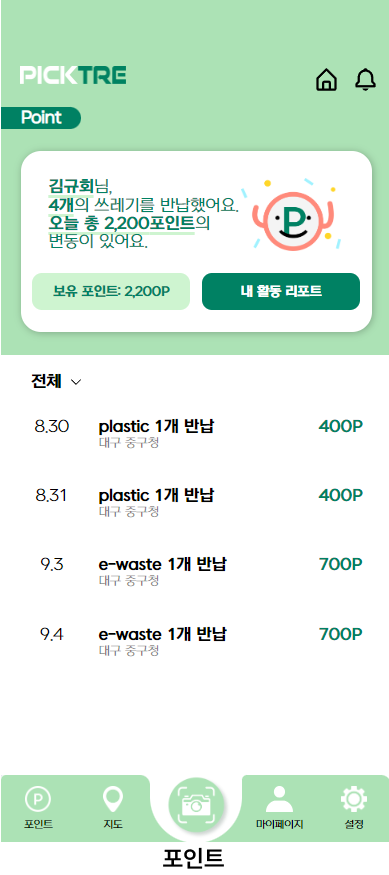 PICKTRE
Point
김규회님,
4개의 쓰레기를 반납했어요.
오늘 총 2,200포인트의
변동이 있어요.
P
보유 포인트: 2,200P
내 활동 리포트
전체
8.30 plastic 1개 반납 400P
대구 중구청
8.31 plastic 1개 반납 400P
대구 중구청
9.3 e-waste 1개 반납 700P
대구 중구청
9.4 e-waste 1개 반납 700P
대구 중구청
P
포인트 지도 마이페이지 설정
포인트